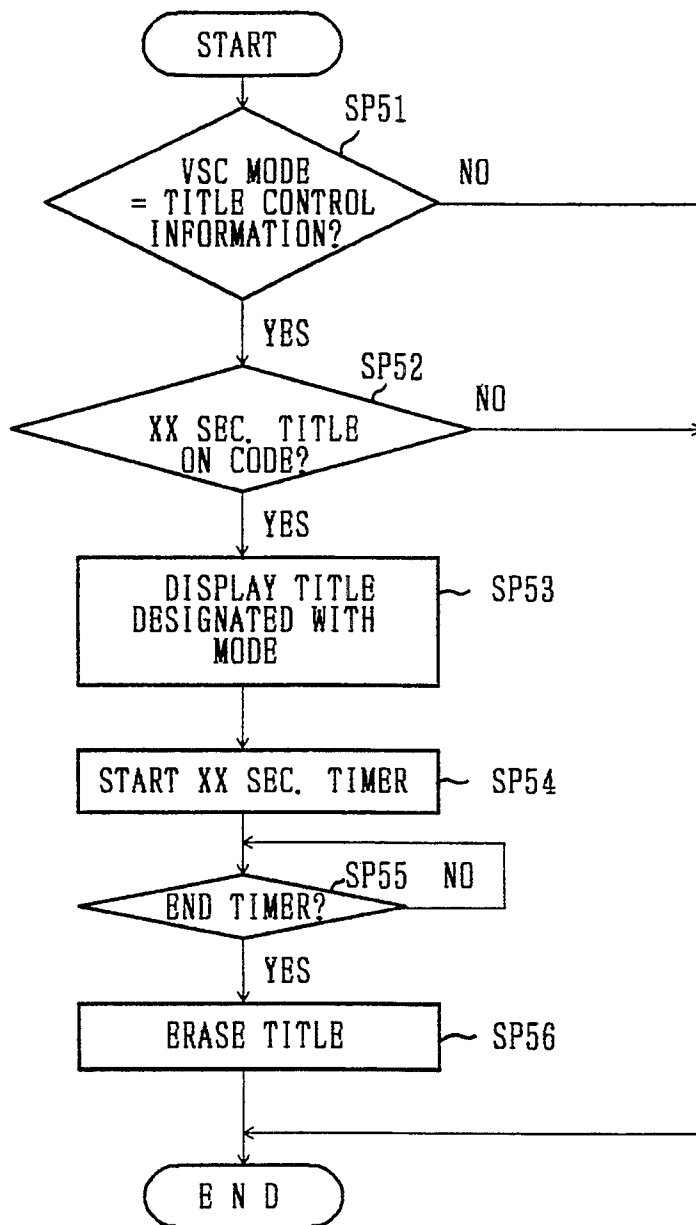 START
SP51
VSC MODE
= TITLE CONTROL
INFORMATION?
NO
YES
SP52
XX SEC. TITLE
ON CODE?
NO
YES
DISPLAY TITLE
DESIGNATED WITH
MODE
SP53
START XX SEC. TIMER
SP54
END TIMER?
SP55
NO
YES
ERASE TITLE
SP56
END